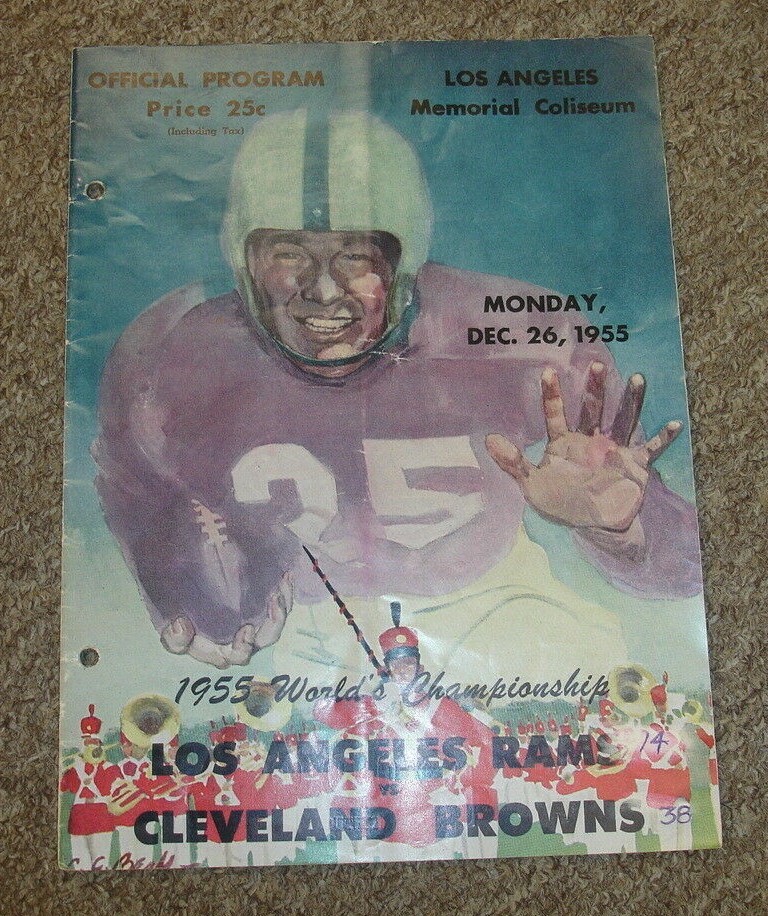 OFFICIAL PROGRAM
Price 25c
(Including Tax)
LOS ANGELES
Memorial Coliseum
MONDAY,
DEC. 26, 1955
25
1955 World's Championship
LOS ANGELES RAMS 14
VS
CLEVELAND BROWNS 38